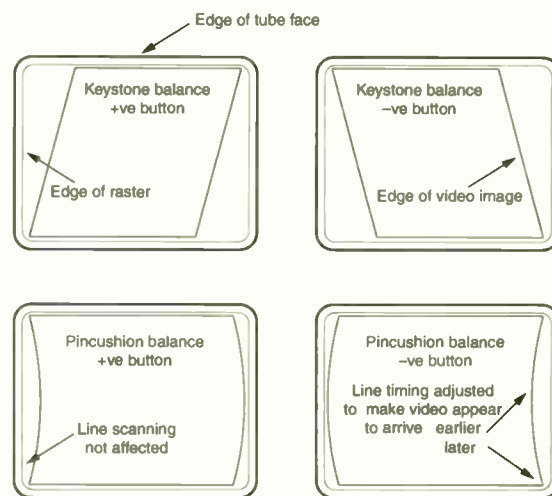 Edge of tube face
Keystone balance
+ve button
Edge of raster
Keystone balance
–ve button
Edge of video image
Pincushion balance
+ve button
Line scanning
not affected
Pincushion balance
–ve button
Line timing adjusted
to make video appear
to arrive earlier
later